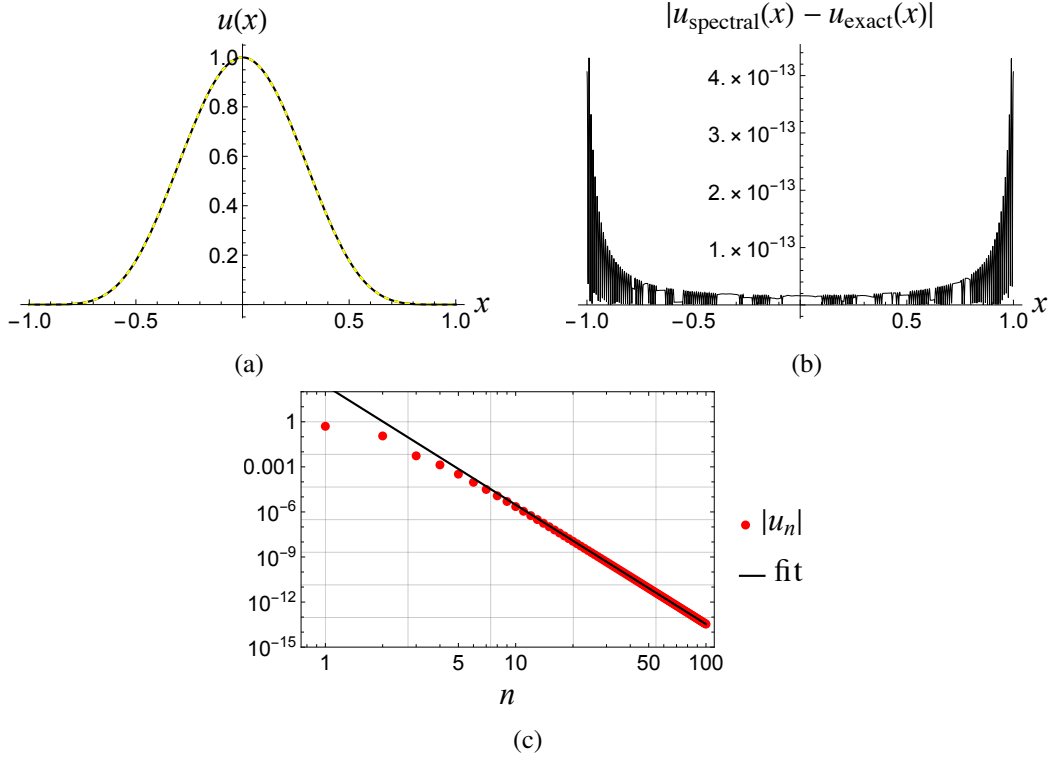 u(x)
1.0
0.8
0.6
0.4
0.2
−1.0 −0.5 0.5 1.0 x
(a)
|u_spectral(x) − u_exact(x)|
4.×10^−13
3.×10^−13
2.×10^−13
1.×10^−13
−1.0 −0.5 0.5 1.0 x
(b)
1
0.001
10^−6
10^−9
10^−12
10^−15
1 5 10 50 100
n
|u_n|
fit
(c)